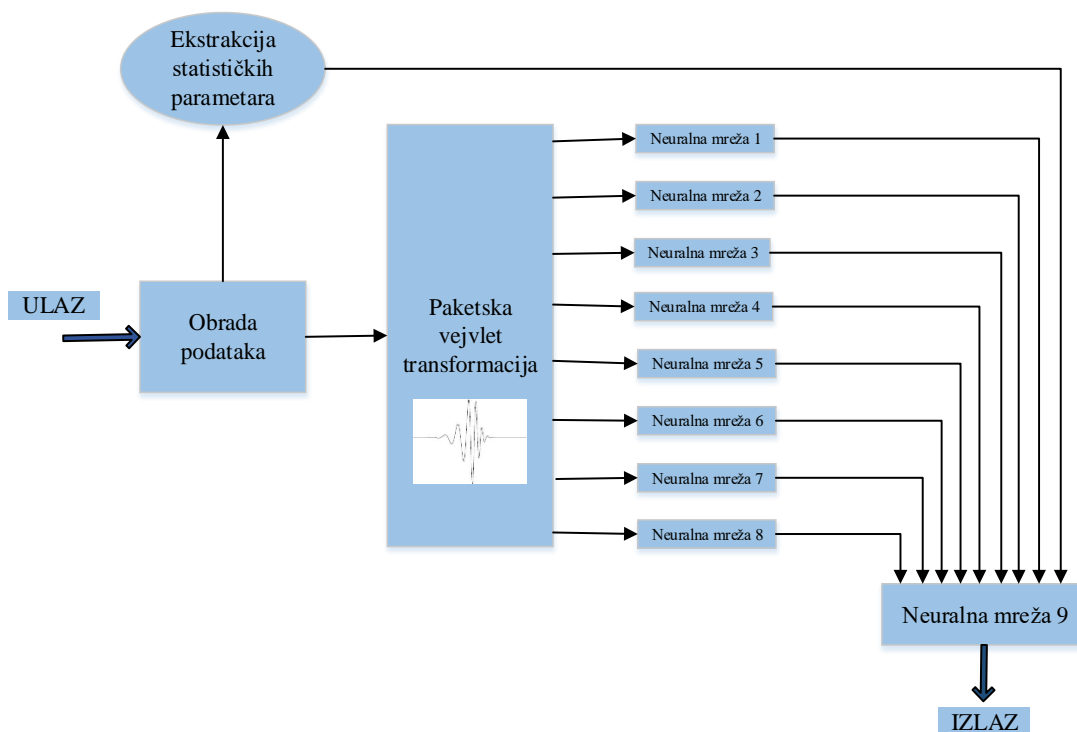 Ekstrakcija
statističkih
parametara
ULAZ
Obrada
podataka
Paketska
vejvlet
transformacija
Neuralna mreža 1
Neuralna mreža 2
Neuralna mreža 3
Neuralna mreža 4
Neuralna mreža 5
Neuralna mreža 6
Neuralna mreža 7
Neuralna mreža 8
Neuralna mreža 9
IZLAZ